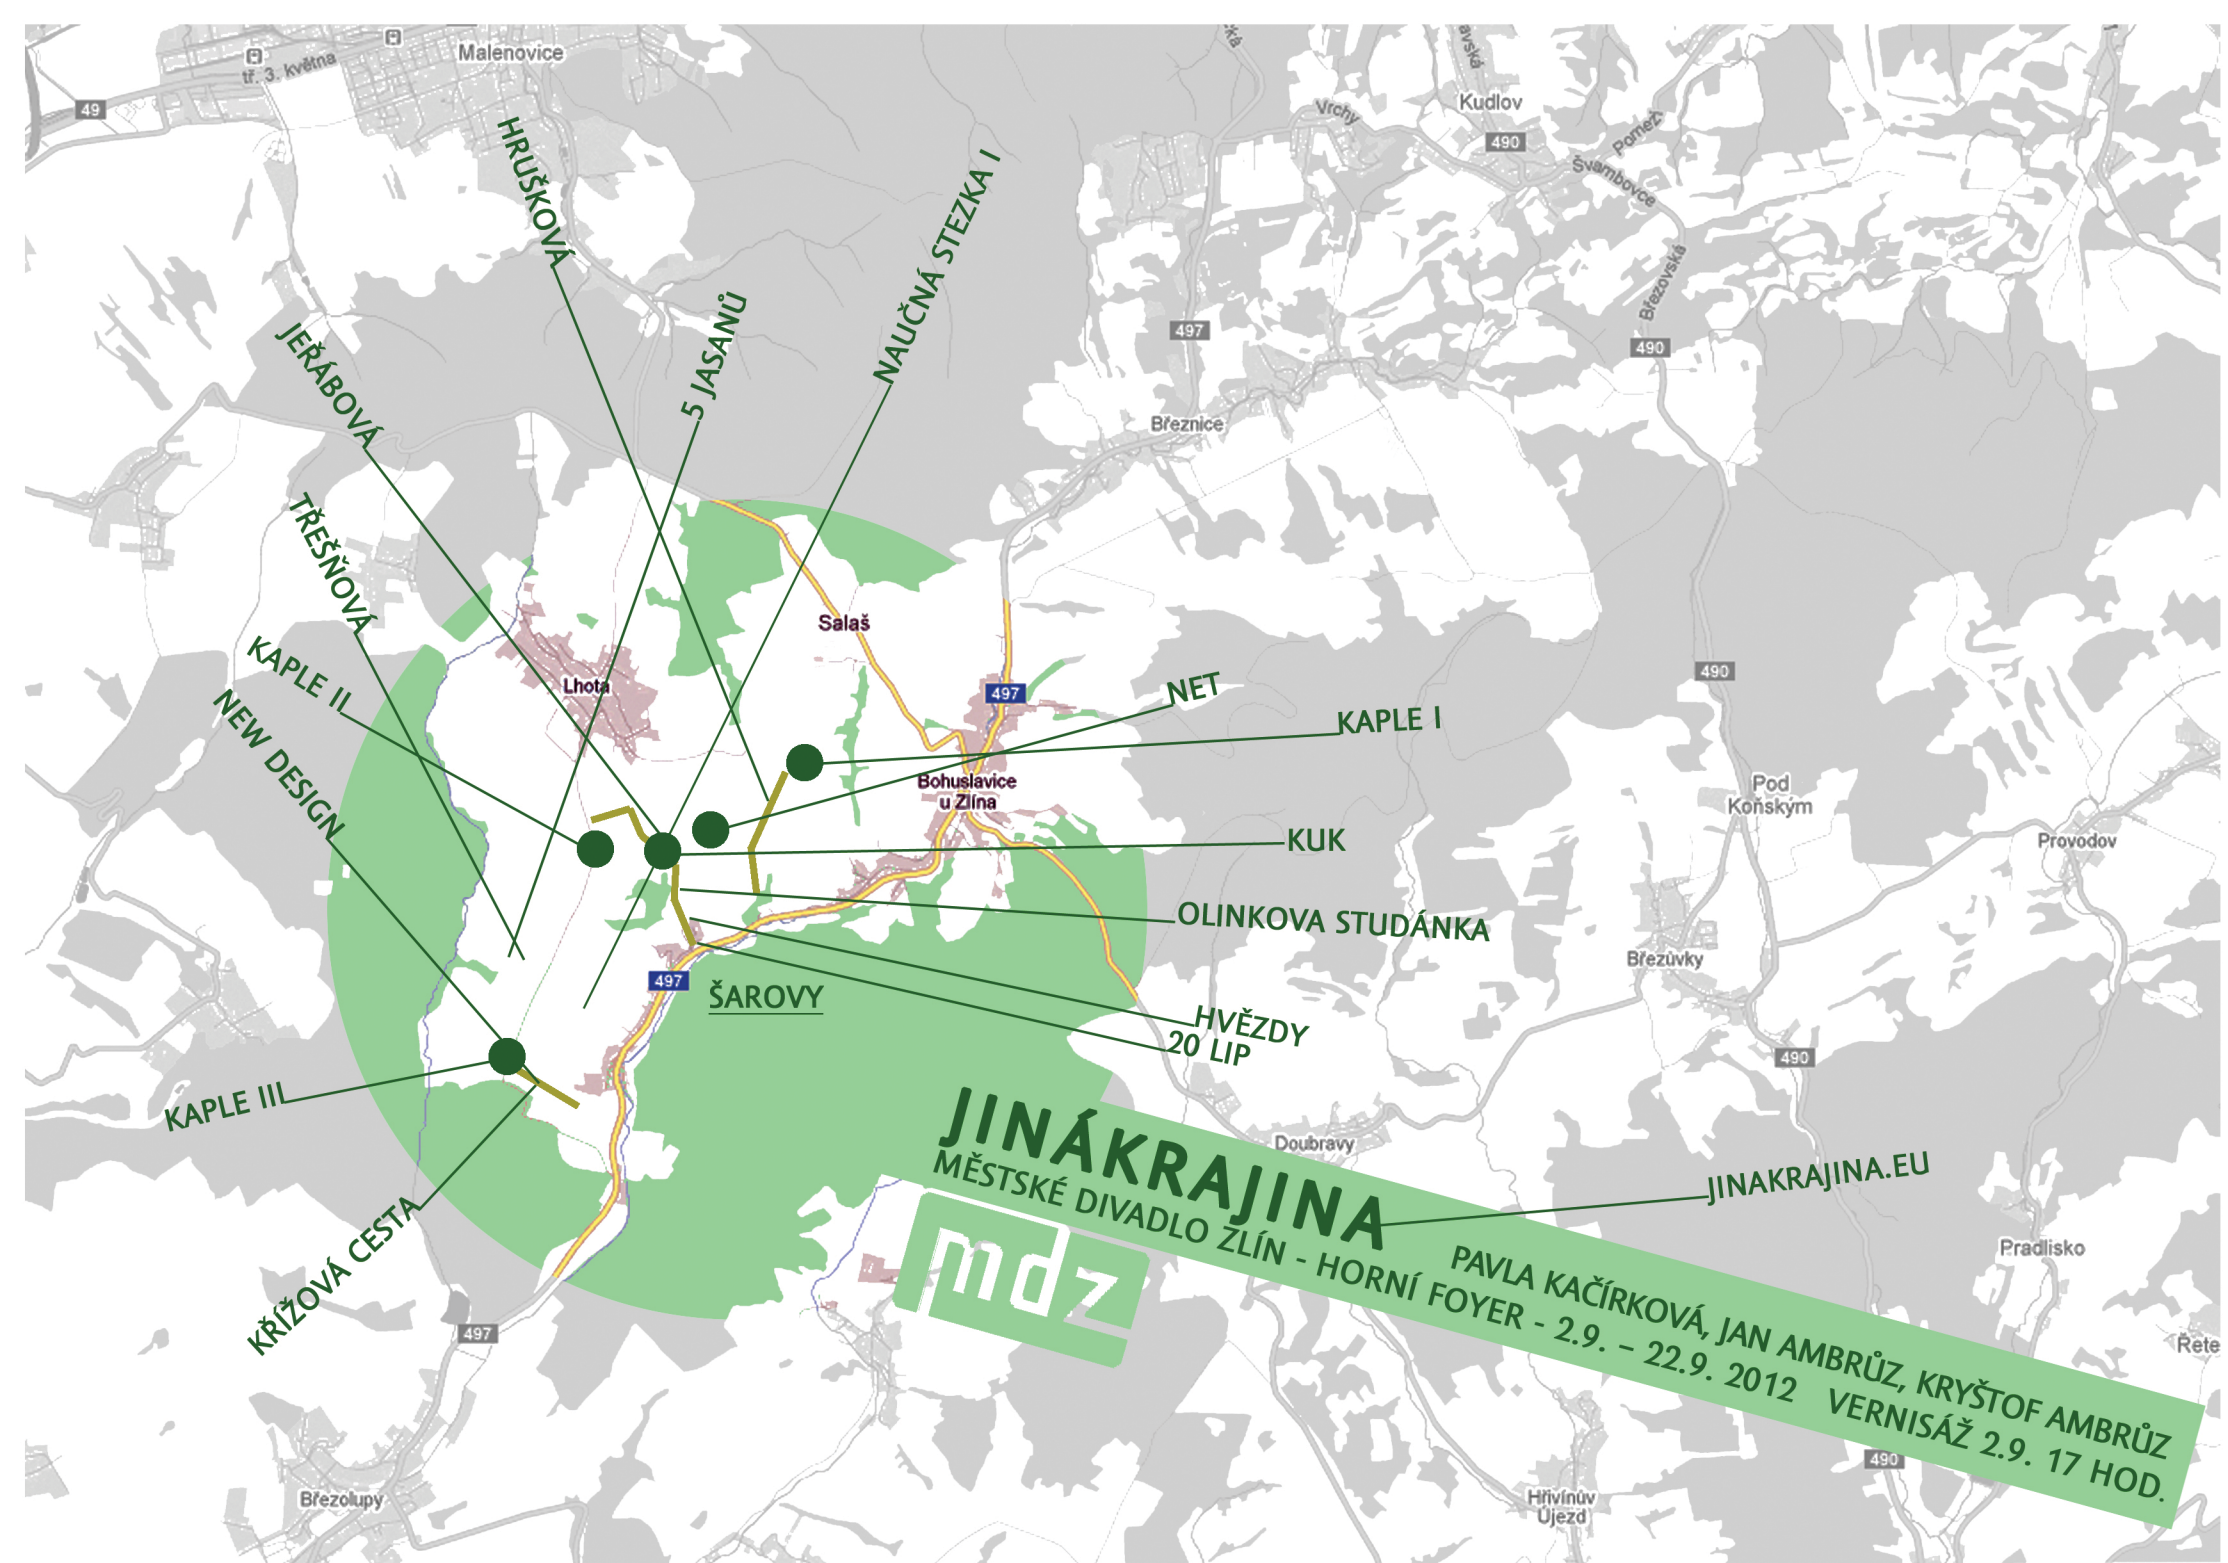 Malenovice
tř. 3. května
49
Vrchy
Kudlov
490
Pomezí
Švambovce
HRUŠKOVÁ
NAUČNÁ STEZKA I
Březovská
497
490
JEŘÁBOVÁ
5 JASANŮ
Březnice
TŘEŠŇOVÁ
Salaš
KAPLE II
Lhota
497
NET
490
KAPLE I
NEW DESIGN
Bohuslavice
u Zlína
Pod
Koňským
Provodov
KUK
OLINKOVA STUDÁNKA
Březůvky
497
ŠAROVY
HVĚZDY
20 LIP
490
KAPLE III
Doubravy
JINAKRAJINA.EU
KŘÍŽOVÁ CESTA
JINÁKRAJINA
MĚSTSKÉ DIVADLO ZLÍN - HORNÍ FOYER - 2.9. – 22.9. 2012 VERNISÁŽ 2.9. 17 HOD.
PAVLA KAČÍRKOVÁ, JAN AMBRŮZ, KRYŠTOF AMBRŮZ
mdz
Pradlisko
497
Řete
490
Březolupy
Hřivínův
Újezd